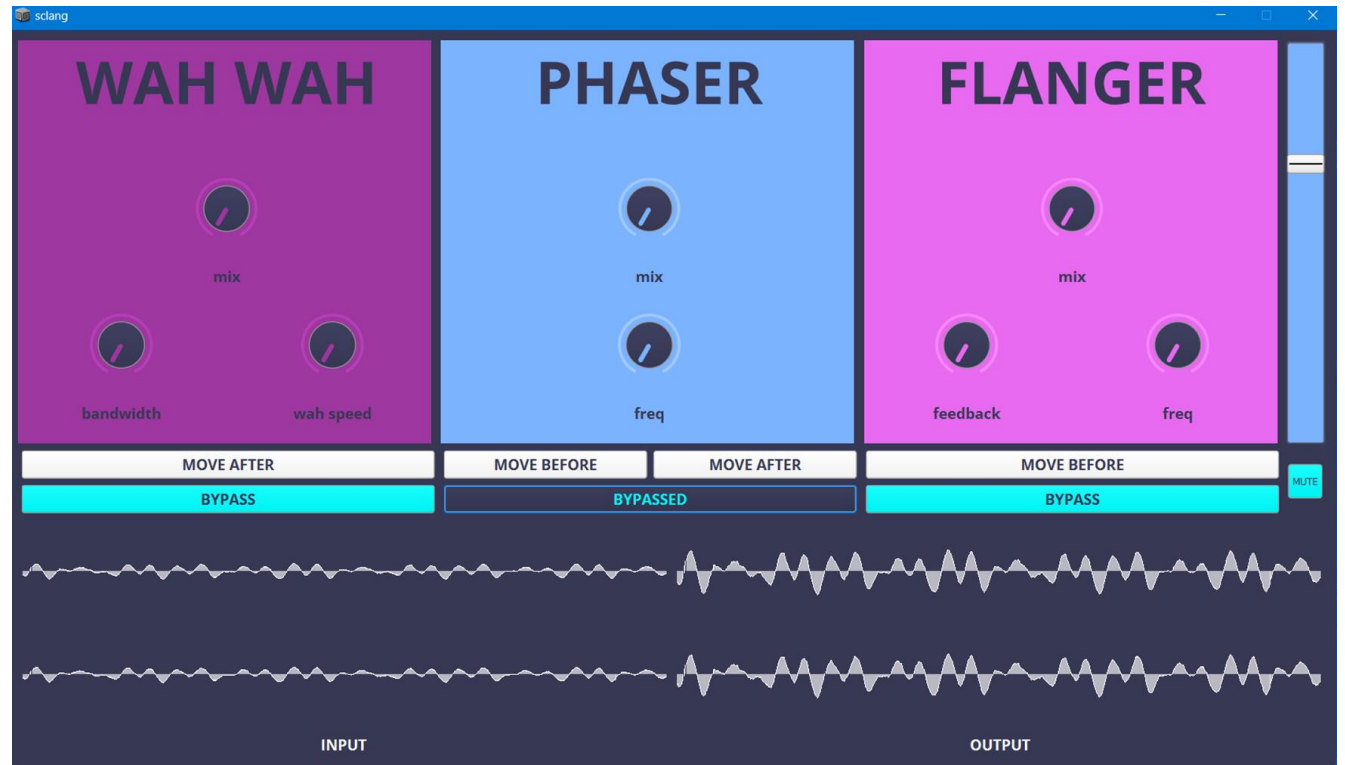 sclang
WAH WAH
mix
bandwidth wah speed
MOVE AFTER
BYPASS
PHASER
mix
freq
MOVE BEFORE MOVE AFTER
BYPASSED
FLANGER
mix
feedback freq
MOVE BEFORE
BYPASS
MUTE
INPUT
OUTPUT